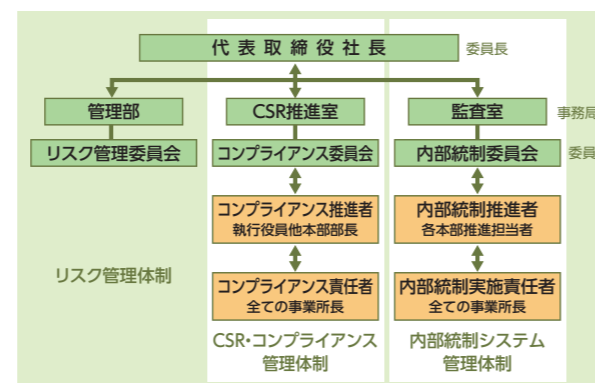 代表取締役社長
委員長
管理部
CSR推進室
監査室
事務局
リスク管理委員会
コンプライアンス委員会
内部統制委員会
委員
コンプライアンス推進者
執行役員他本部部長
内部統制推進者
各本部推進担当者
リスク管理体制
コンプライアンス責任者
全ての事業所長
内部統制実施責任者
全ての事業所長
CSR・コンプライアンス
管理体制
内部統制システム
管理体制